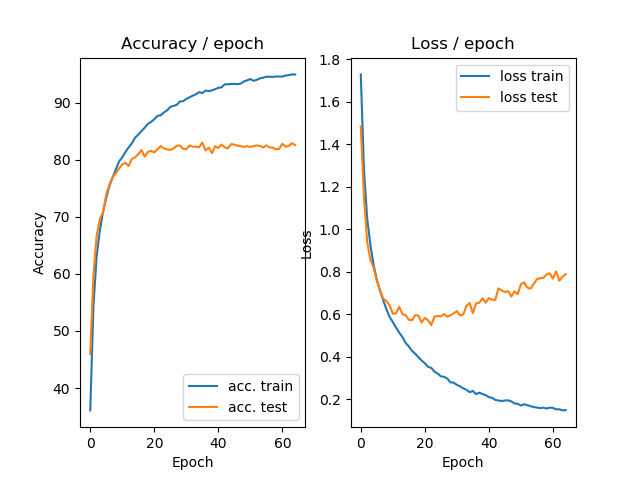 Accuracy / epoch
Accuracy
90
80
70
60
50
40
0
20
40
60
Epoch
acc. train
acc. test
Loss / epoch
Loss
1.8
1.6
1.4
1.2
1.0
0.8
0.6
0.4
0.2
0
20
40
60
Epoch
loss train
loss test